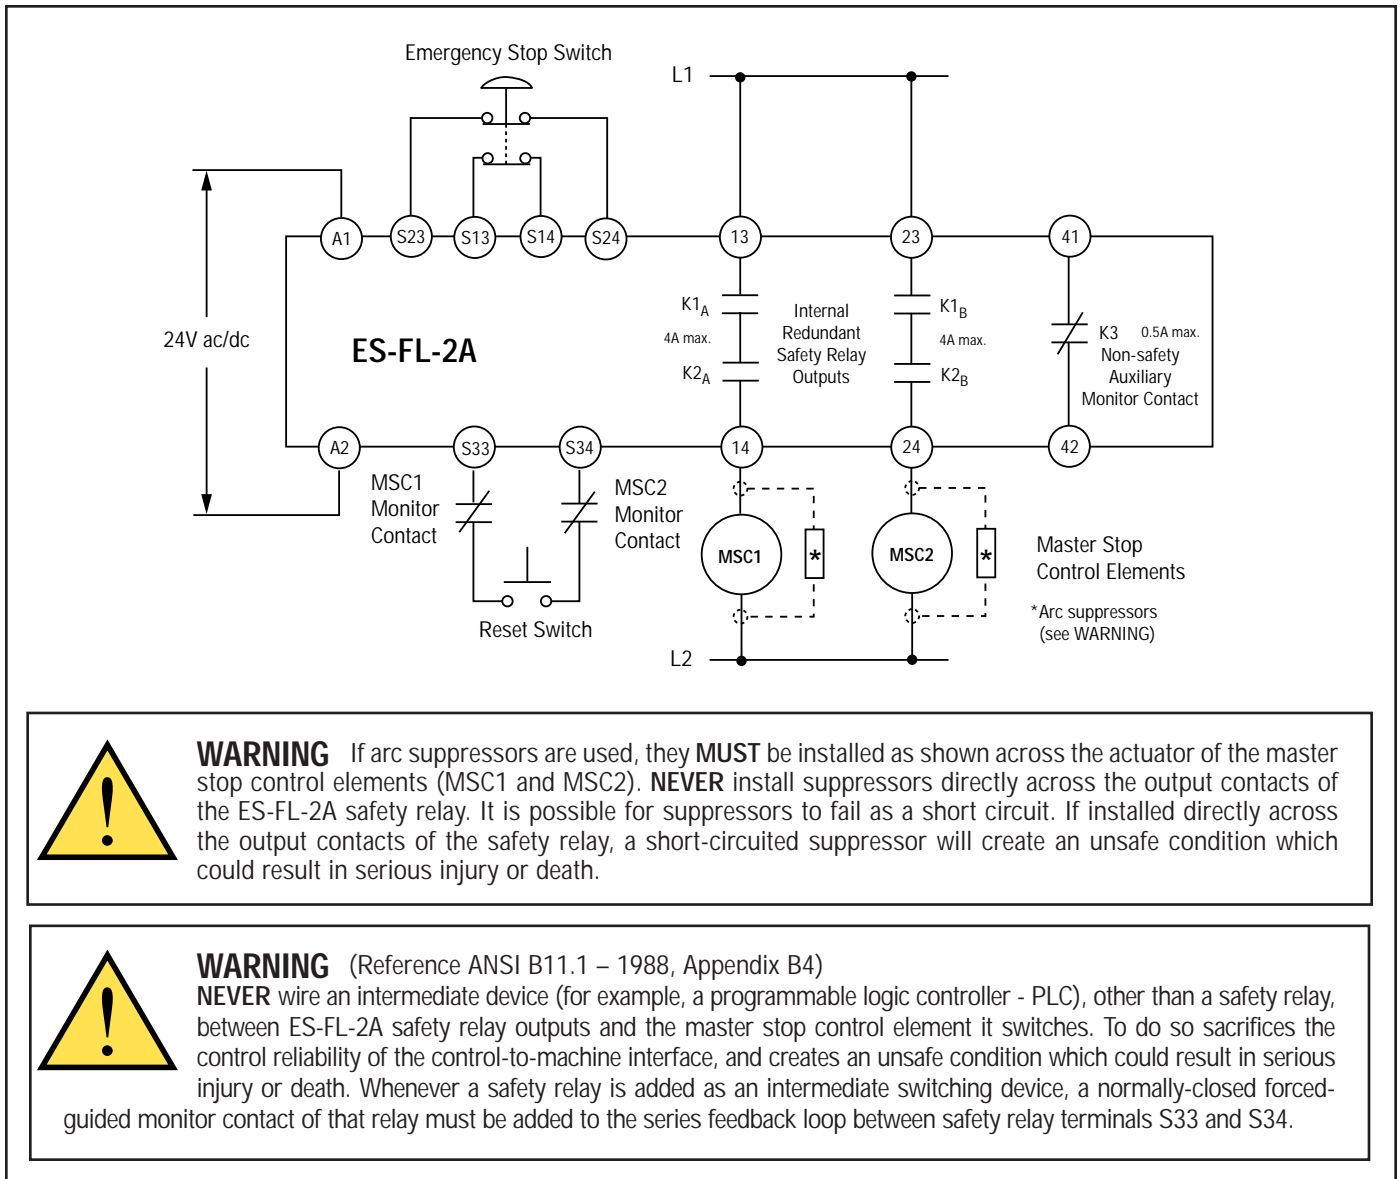 Emergency Stop Switch
L1
A1
S23
S13
S14
S24
13
23
41
24V ac/dc
ES-FL-2A
K1A
4A max.
K2A
Internal
Redundant
Safety Relay
Outputs
K1B
4A max.
K2B
K3 0.5A max.
Non-safety
Auxiliary
Monitor Contact
A2
S33
S34
14
24
42
MSC1
Monitor
Contact
MSC2
Monitor
Contact
Reset Switch
MSC1
*
MSC2
*
Master Stop
Control Elements
*Arc suppressors
(see WARNING)
L2
WARNING If arc suppressors are used, they MUST be installed as shown across the actuator of the master
stop control elements (MSC1 and MSC2). NEVER install suppressors directly across the output contacts of
the ES-FL-2A safety relay. It is possible for suppressors to fail as a short circuit. If installed directly across
the output contacts of the safety relay, a short-circuited suppressor will create an unsafe condition which
could result in serious injury or death.
WARNING (Reference ANSI B11.1 – 1988, Appendix B4)
NEVER wire an intermediate device (for example, a programmable logic controller - PLC), other than a safety relay,
between ES-FL-2A safety relay outputs and the master stop control element it switches. To do so sacrifices the
control reliability of the control-to-machine interface, and creates an unsafe condition which could result in serious
injury or death. Whenever a safety relay is added as an intermediate switching device, a normally-closed forced-
guided monitor contact of that relay must be added to the series feedback loop between safety relay terminals S33 and S34.